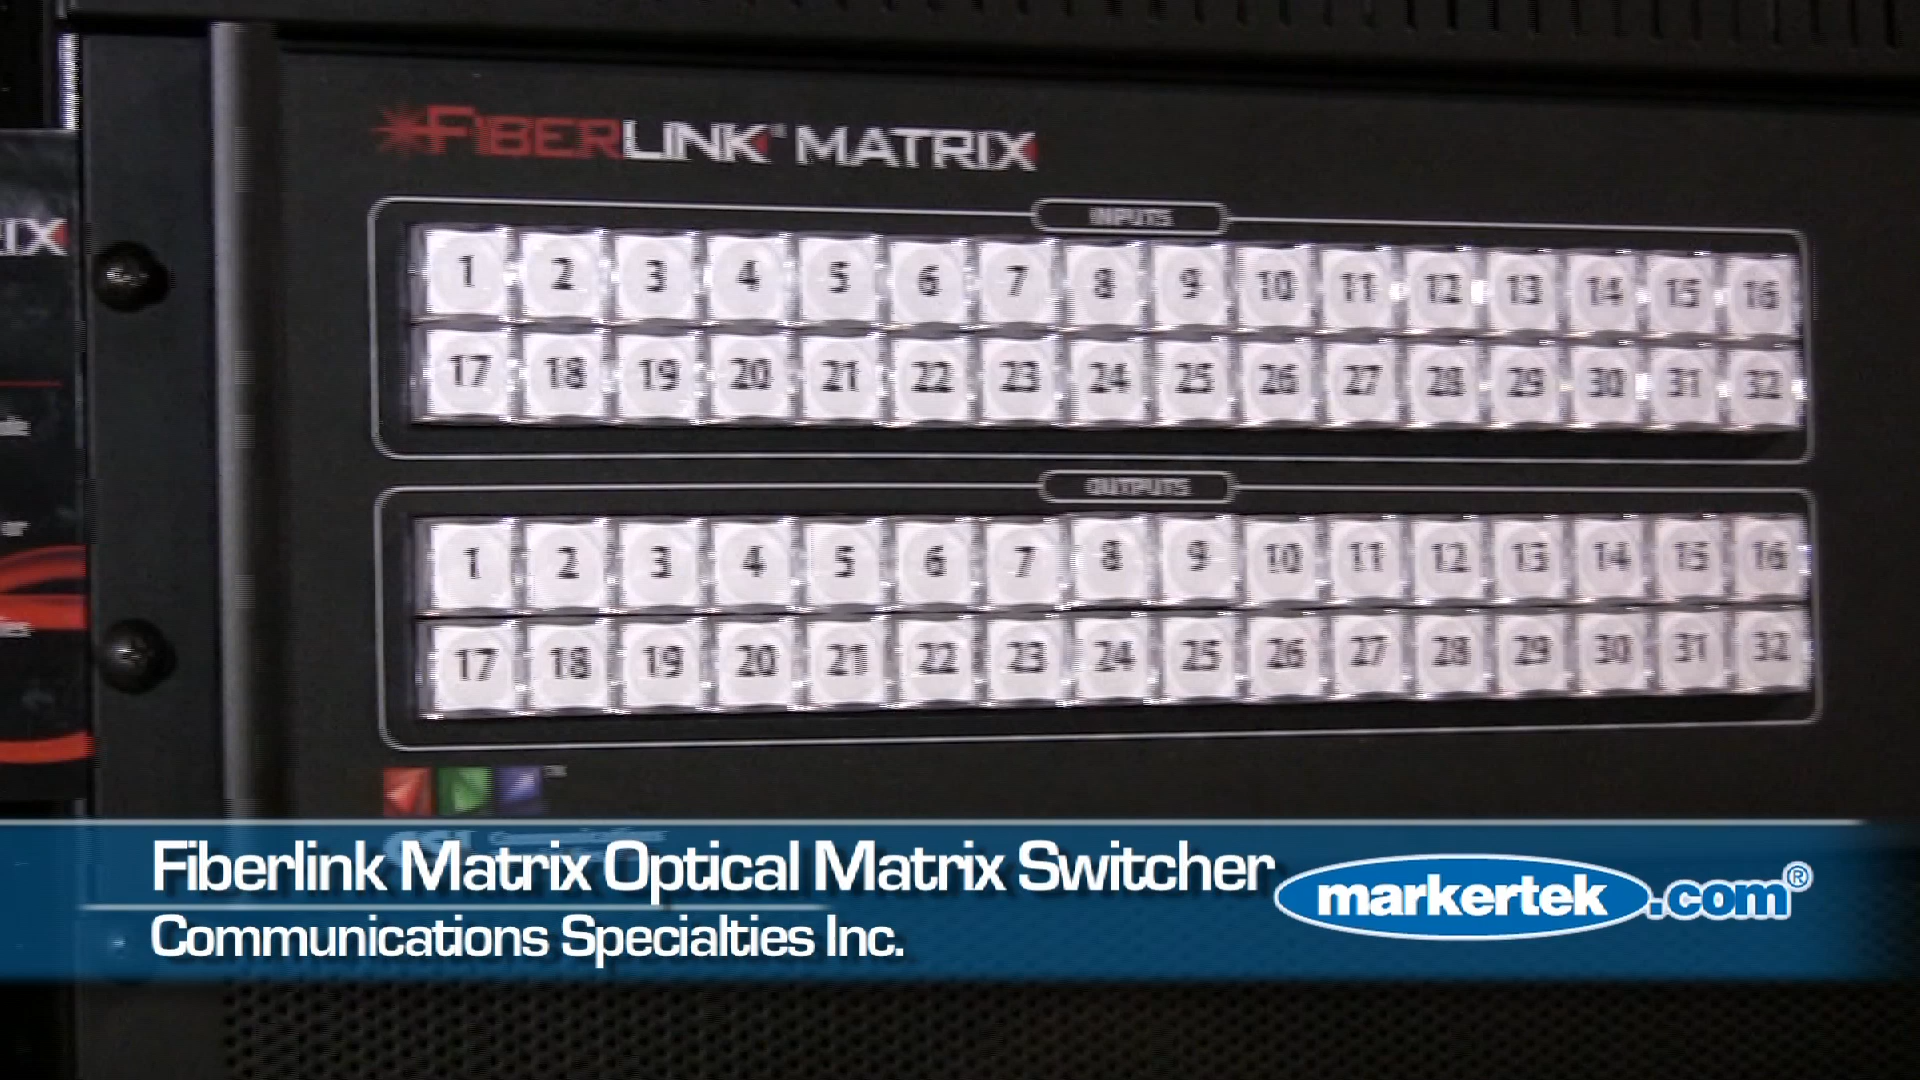 FIBERLINK® MATRIX
IX
INPUTS
1 2 3 4 5 6 7 8 9 10 11 12 13 14 15 16
17 18 19 20 21 22 23 24 25 26 27 28 29 30 31 32
OUTPUTS
1 2 3 4 5 6 7 8 9 10 11 12 13 14 15 16
17 18 19 20 21 22 23 24 25 26 27 28 29 30 31 32
or
™
Fiberlink Matrix Optical Matrix Switcher
Communications Specialties Inc.
markertek.com®